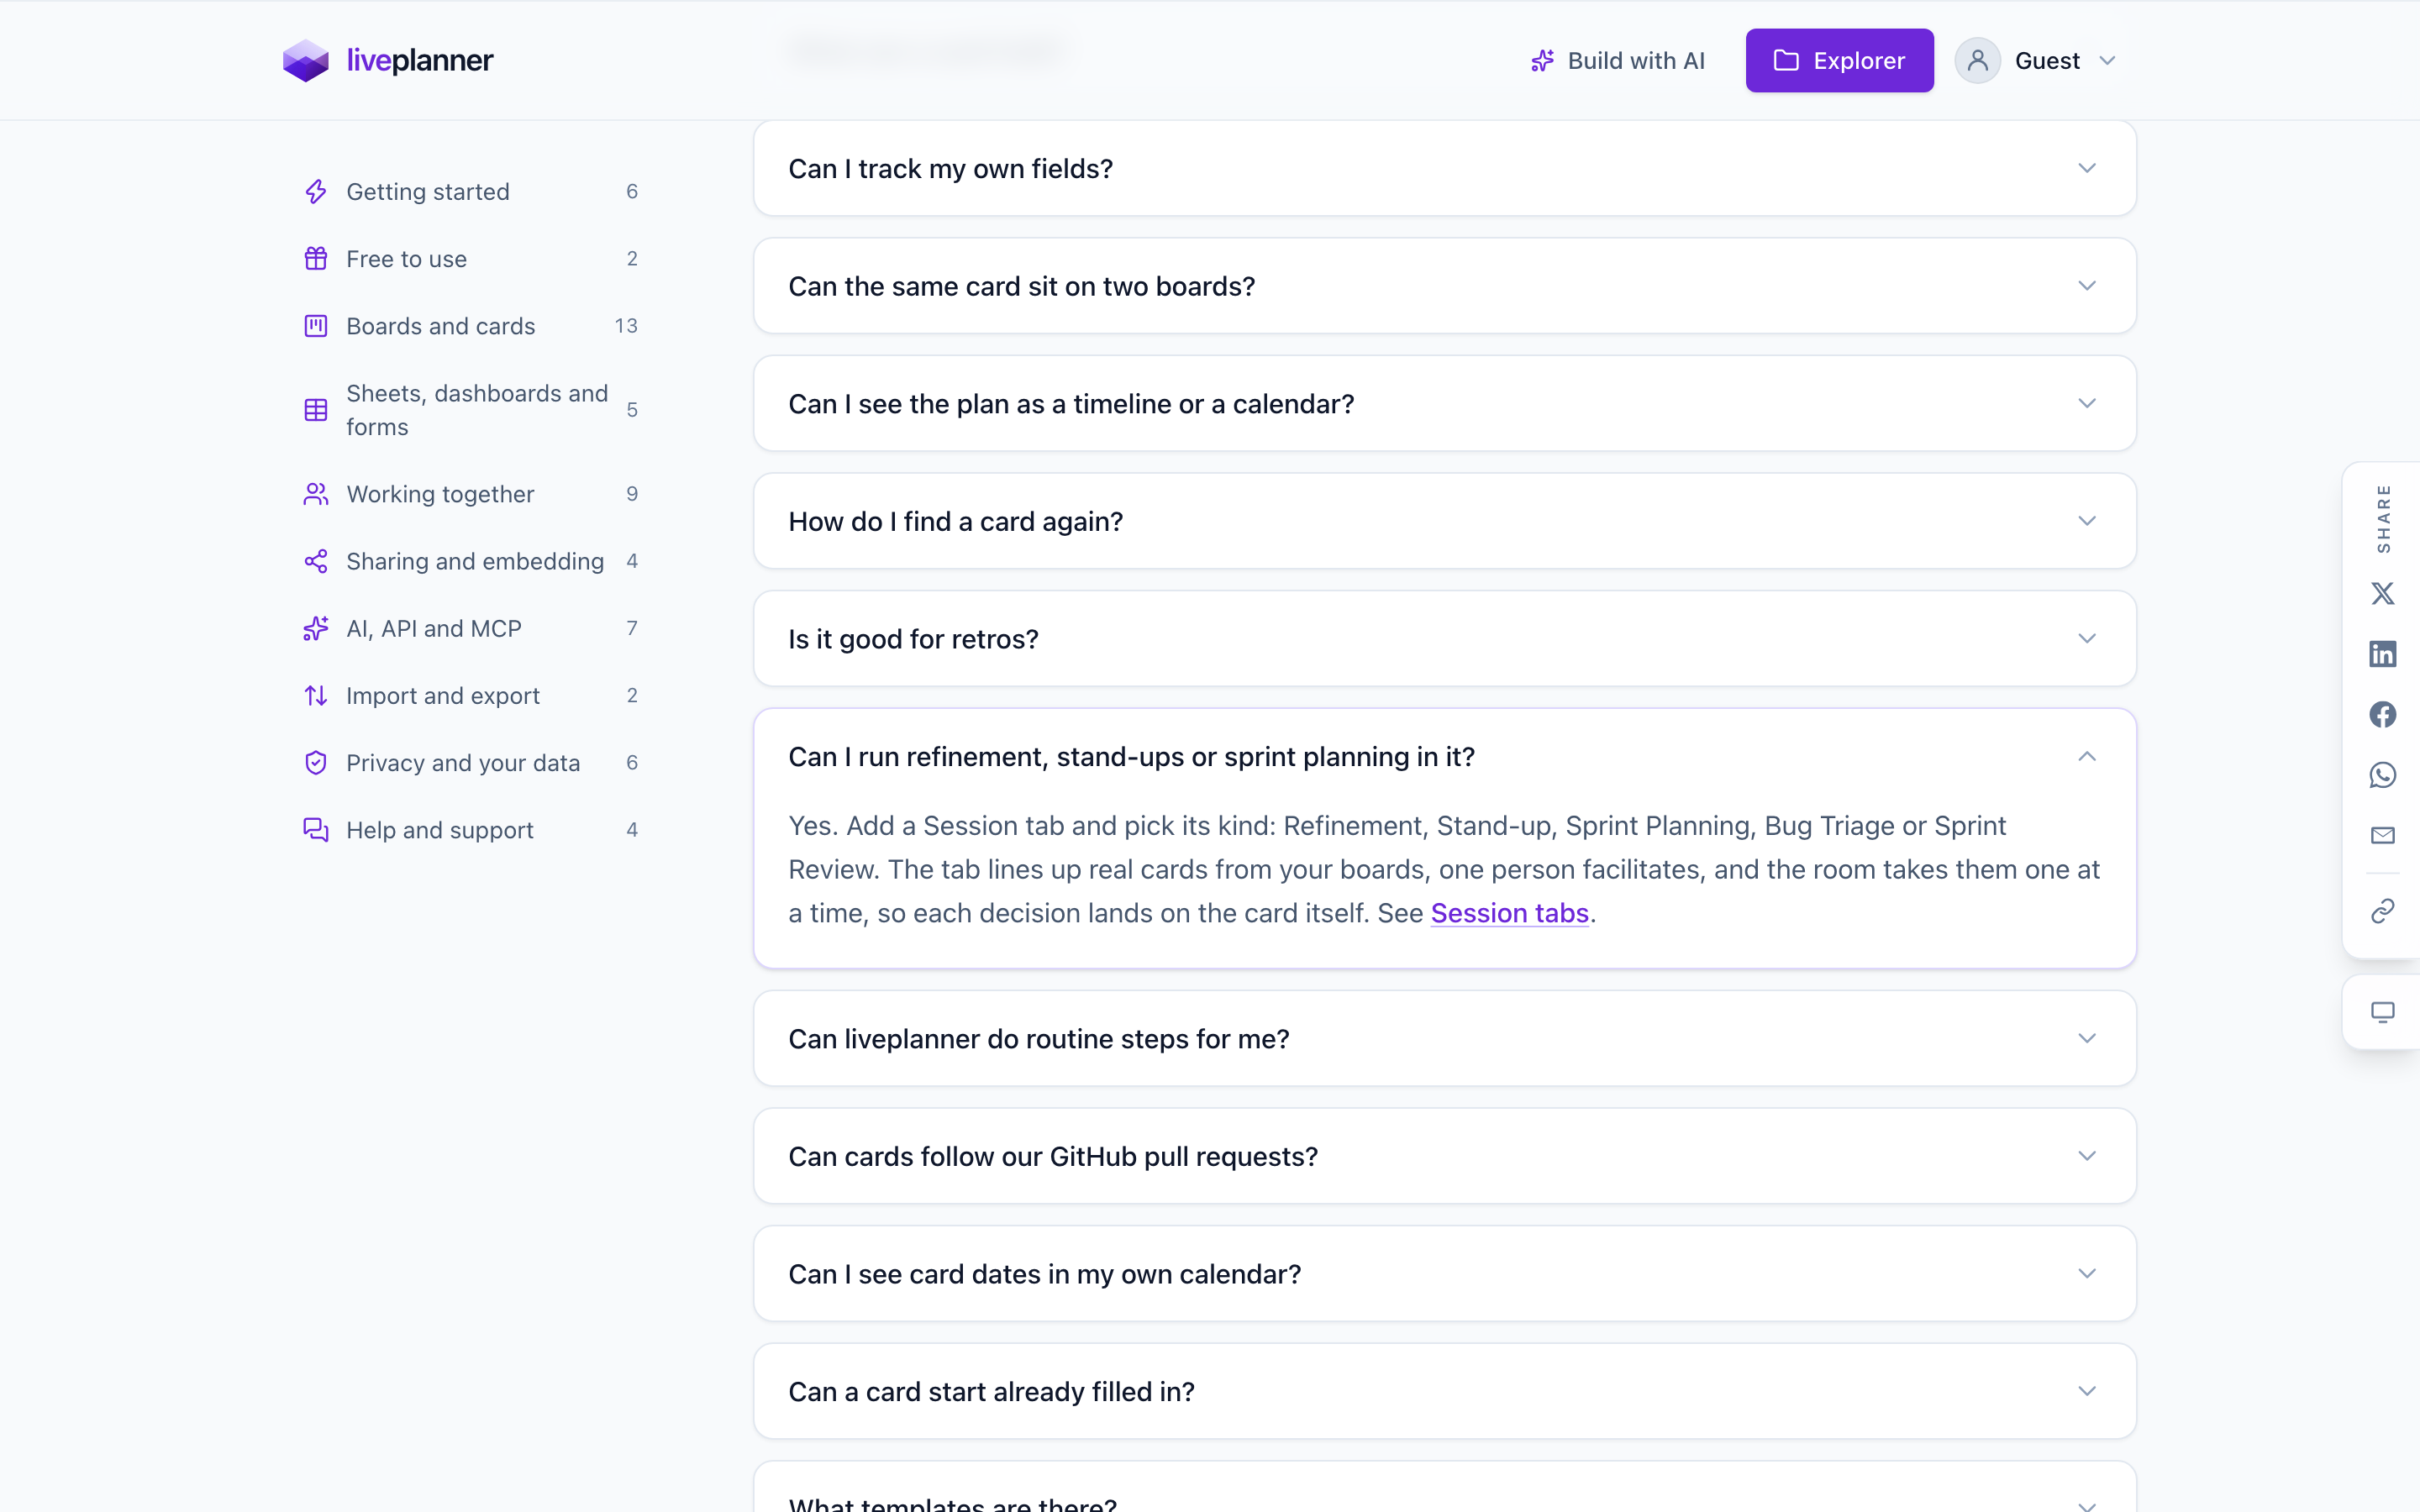 liveplanner
Build with AI
Explorer
Guest
Getting started 6
Free to use 2
Boards and cards 13
Sheets, dashboards and
forms 5
Working together 9
Sharing and embedding 4
AI, API and MCP 7
Import and export 2
Privacy and your data 6
Help and support 4
Can I track my own fields?
Can the same card sit on two boards?
Can I see the plan as a timeline or a calendar?
How do I find a card again?
Is it good for retros?
Can I run refinement, stand-ups or sprint planning in it?
Yes. Add a Session tab and pick its kind: Refinement, Stand-up, Sprint Planning, Bug Triage or Sprint
Review. The tab lines up real cards from your boards, one person facilitates, and the room takes them one at
a time, so each decision lands on the card itself. See Session tabs.
Can liveplanner do routine steps for me?
Can cards follow our GitHub pull requests?
Can I see card dates in my own calendar?
Can a card start already filled in?
What templates are there?
SHARE